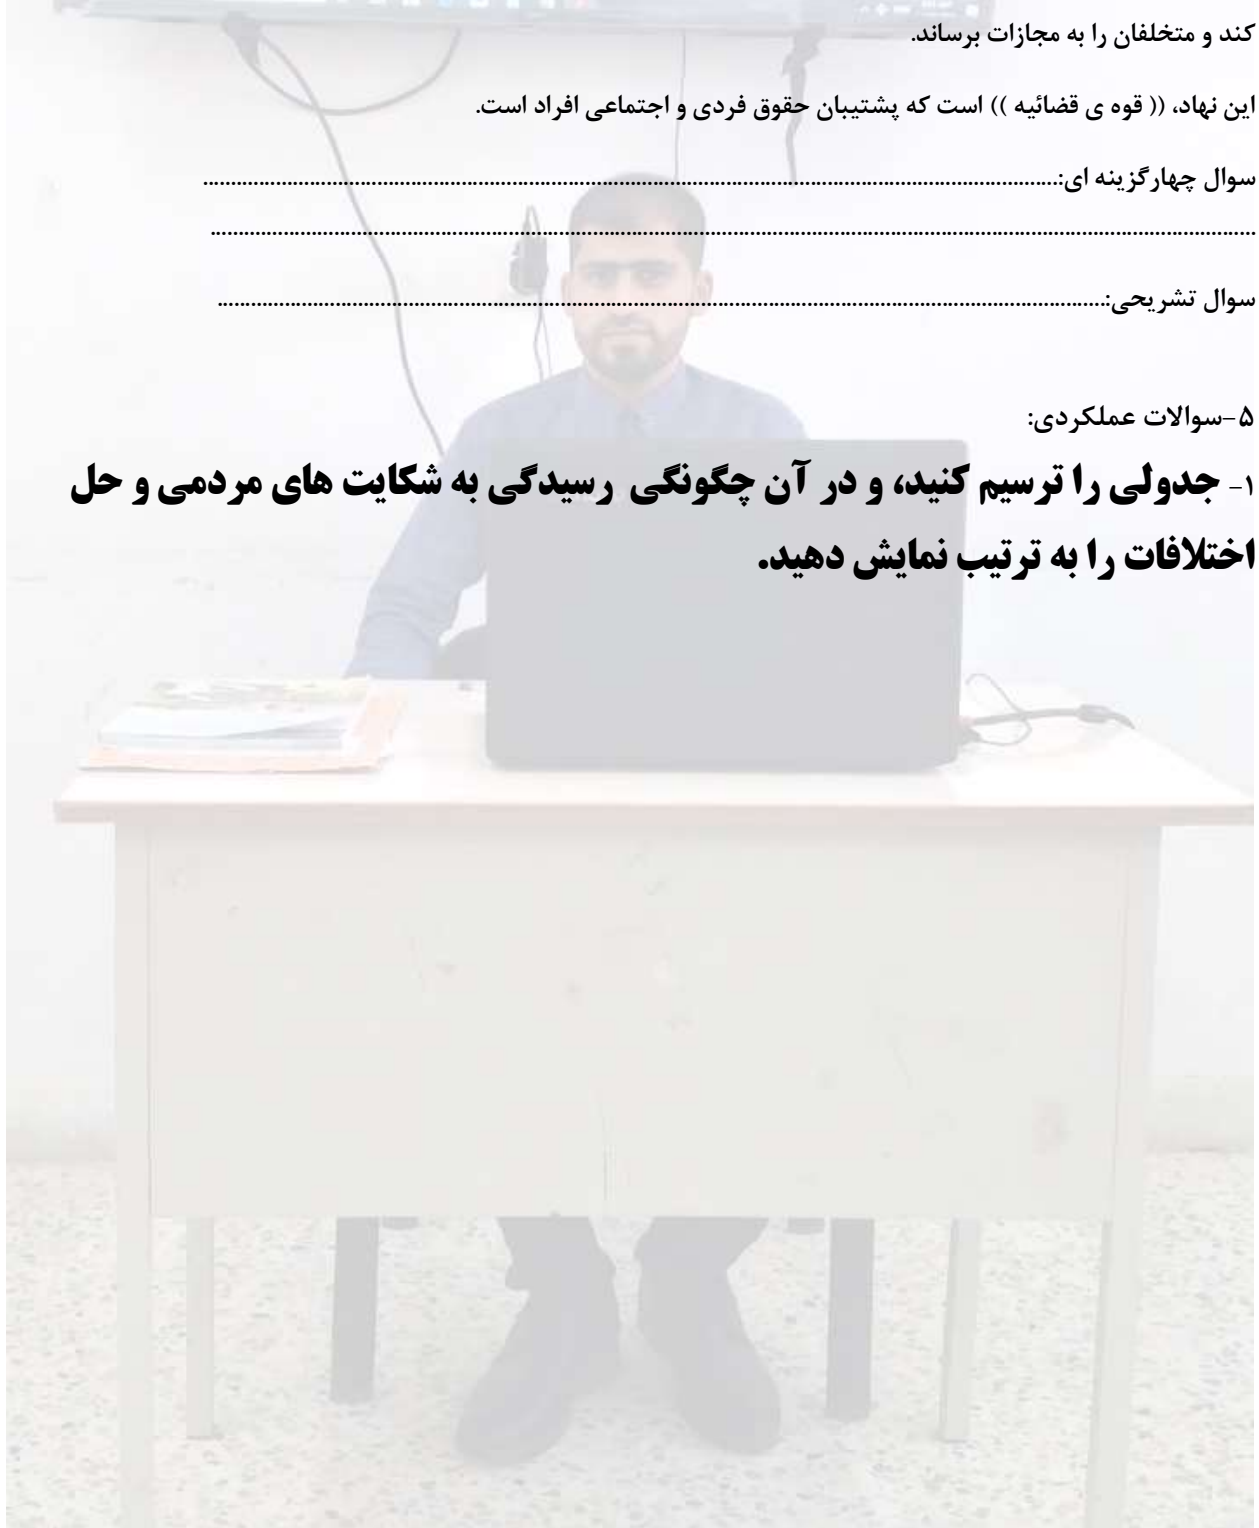 کند و متخلفان را به مجازات برساند.
این نهاد، (( قوه ی قضائیه )) است که پشتیبان حقوق فردی و اجتماعی افراد است.
سوال چهارگزینه ای:..........................................................................................................................................................
............................................................................................................................................................................................
سوال تشریحی:................................................................................................................................................................
۵-سوالات عملکردی:
۱- جدولی را ترسیم کنید، و در آن چگونگی رسیدگی به شکایت های مردمی و حل
اختلافات را به ترتیب نمایش دهید.